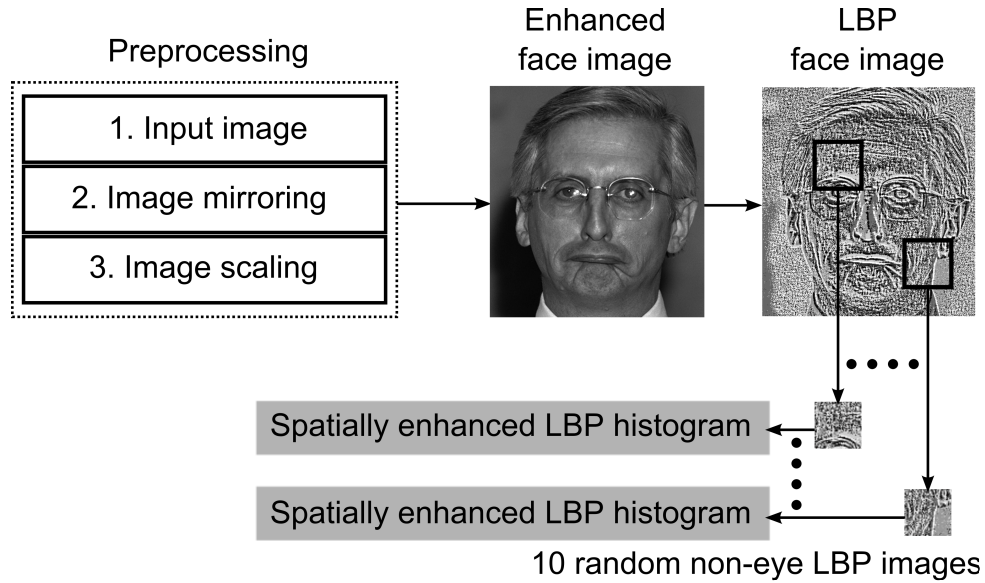 Preprocessing
1. Input image
2. Image mirroring
3. Image scaling
Enhanced
face image
LBP
face image
Spatially enhanced LBP histogram
Spatially enhanced LBP histogram
10 random non-eye LBP images